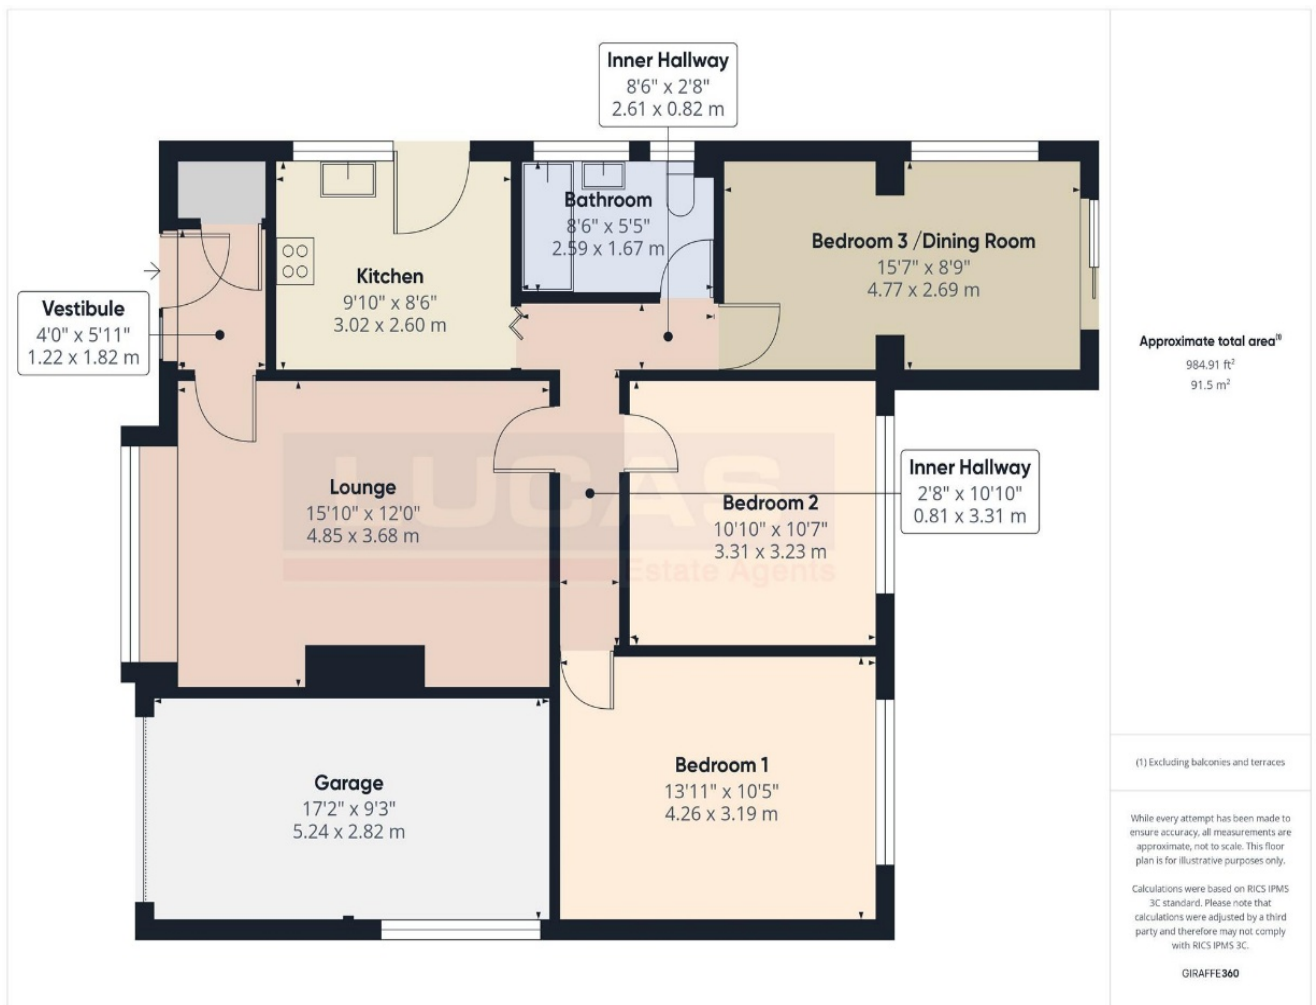 Inner Hallway
8'6" x 2'8"
2.61 x 0.82 m
Bathroom
8'6" x 5'5"
2.59 x 1.67 m
Bedroom 3 /Dining Room
15'7" x 8'9"
4.77 x 2.69 m
Kitchen
9'10" x 8'6"
3.02 x 2.60 m
Vestibule
4'0" x 5'11"
1.22 x 1.82 m
Lounge
15'10" x 12'0"
4.85 x 3.68 m
LUCAS
Estate Agents
Bedroom 2
10'10" x 10'7"
3.31 x 3.23 m
Inner Hallway
2'8" x 10'10"
0.81 x 3.31 m
Garage
17'2" x 9'3"
5.24 x 2.82 m
Bedroom 1
13'11" x 10'5"
4.26 x 3.19 m
Approximate total area⁽¹⁾
984.91 ft²
91.5 m²
(1) Excluding balconies and terraces
While every attempt has been made to
ensure accuracy, all measurements are
approximate, not to scale. This floor
plan is for illustrative purposes only.
Calculations were based on RICS IPMS
3C standard. Please note that
calculations were adjusted by a third
party and therefore may not comply
with RICS IPMS 3C.
GIRAFFE360